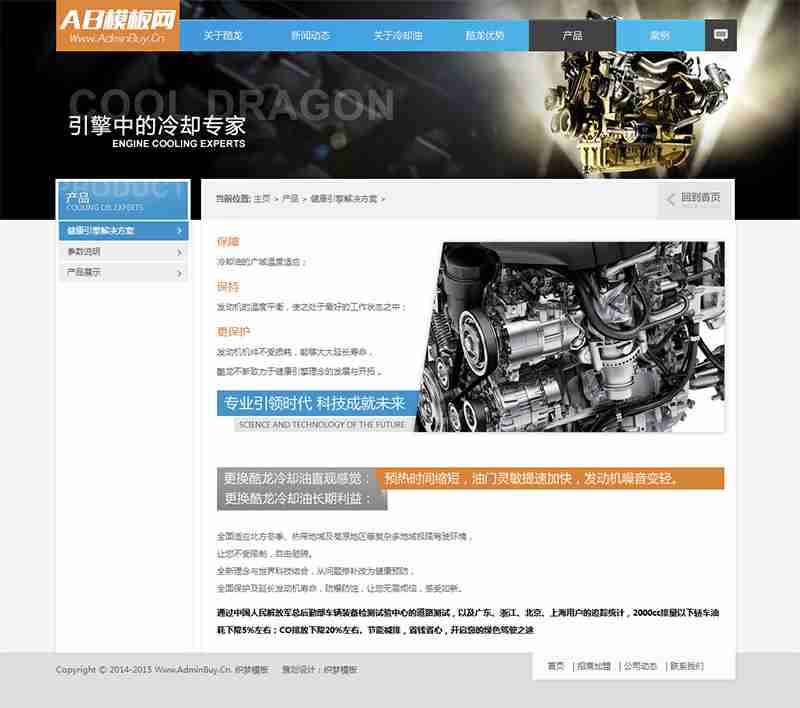 AB模板网
Www.AdminBuy.Cn
关于酷龙
新闻动态
关于冷却油
酷龙优势
产品
案例
COOL DRAGON
引擎中的冷却专家
ENGINE COOLING EXPERTS
PRODUCT
产品
COOLING OIL EXPERTS
健康引擎解决方案
参数说明
产品展示
当前位置: 主页 > 产品 > 健康引擎解决方案 >
回到首页
保障
冷却油的广域温度适应；
保持
发动机的温度平衡，使之处于最好的工作状态之中；
更保护
发动机机件不受损耗，能够大大延长寿命，
酷龙不断致力于健康引擎理念的发展与开拓 。
专业引领时代 科技成就未来
SCIENCE AND TECHNOLOGY OF THE FUTURE
更换酷龙冷却油直观感觉：
预热时间缩短，油门灵敏提速加快，发动机噪音变轻。
更换酷龙冷却油长期利益：
全国适应北方冬季、热带地域及高原地区等复杂多地域极限驾驶环境，
让您不受限制，自由驰骋。
全新理念与世界科技结合，从问题修补改为健康预防，
全国保护及延长发动机寿命，防爆防蚀，让您无需烦恼，感受如新。
通过中国人民解放军总后勤部车辆装备检测试验中心的道路测试，以及广东、浙江、北京、上海用户的追踪统计，2000cc排量以下轿车油
耗下降5%左右；CO排放下降20%左右。节能减排，省钱省心，开启您的绿色驾驶之途
Copyright © 2014-2015 Www.AdminBuy.Cn. 织梦模板 策划设计：织梦模板
首页 | 招商加盟 | 公司动态 | 联系我们